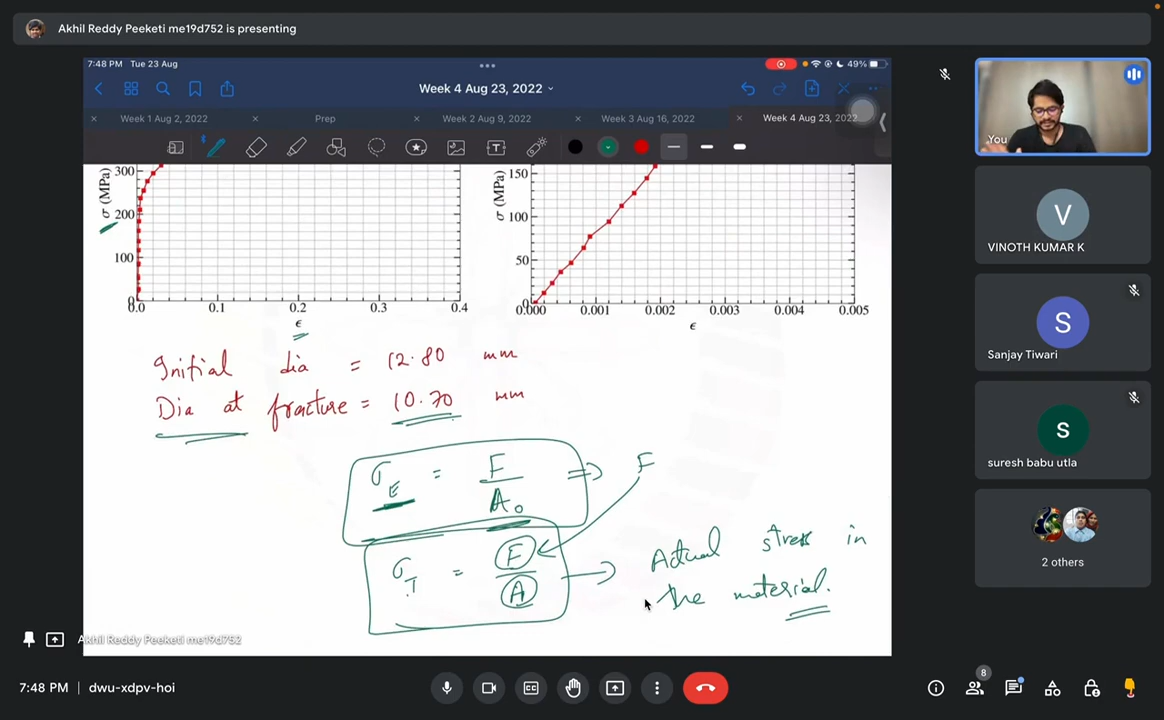 Akhil Reddy Peeketi me19d752 is presenting
7:48 PM Tue 23 Aug
49%
Week 4 Aug 23, 2022
Week 1 Aug 2, 2022
Prep
Week 2 Aug 9, 2022
Week 3 Aug 16, 2022
Week 4 Aug 23, 2022
σ (MPa)
300
200
100
0
0.0
0.1
0.2
0.3
0.4
ϵ
σ (MPa)
150
100
50
0
0.000
0.001
0.002
0.003
0.004
0.005
ϵ
Initial dia = 12.80 mm
Dia at fracture = 10.70 mm
σE = F / A0 ⇒ F
σT = F / A → Actual stress in
the material.
Akhil Reddy Peeketi me19d752
You
V
VINOTH KUMAR K
S
Sanjay Tiwari
S
suresh babu utla
2 others
7:48 PM | dwu-xdpv-hoi
8